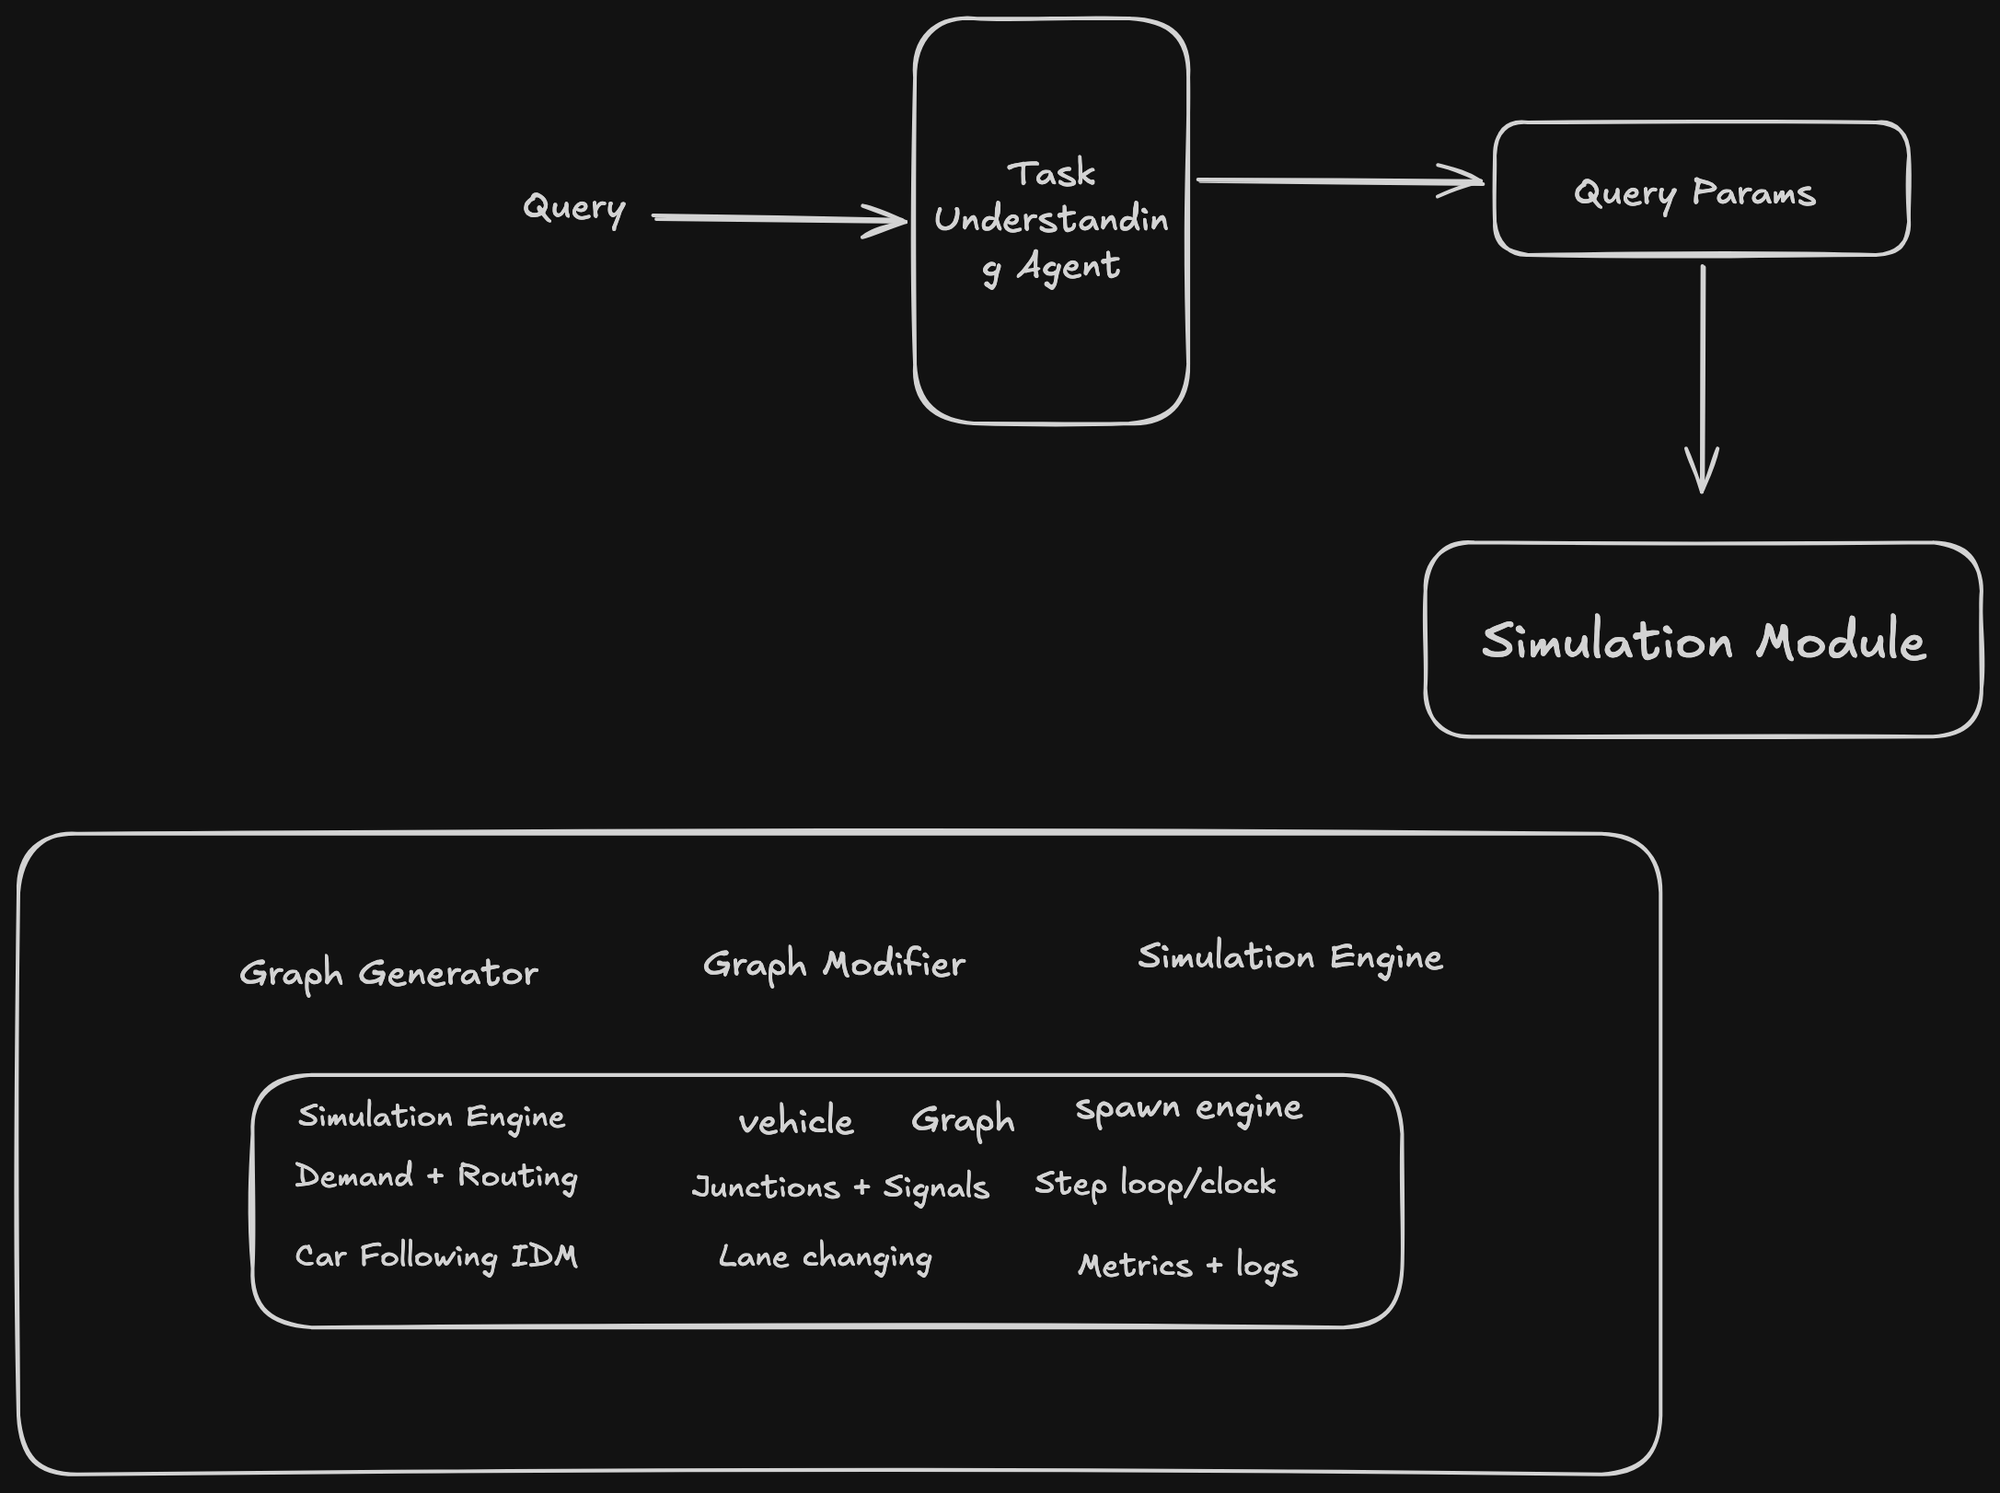 Query
Task
Understandin
g Agent
Query Params
Simulation Module
Graph Generator
Graph Modifier
Simulation Engine
Simulation Engine
vehicle
Graph
spawn engine
Demand + Routing
Junctions + Signals
Step loop/clock
Car Following IDM
Lane changing
Metrics + logs